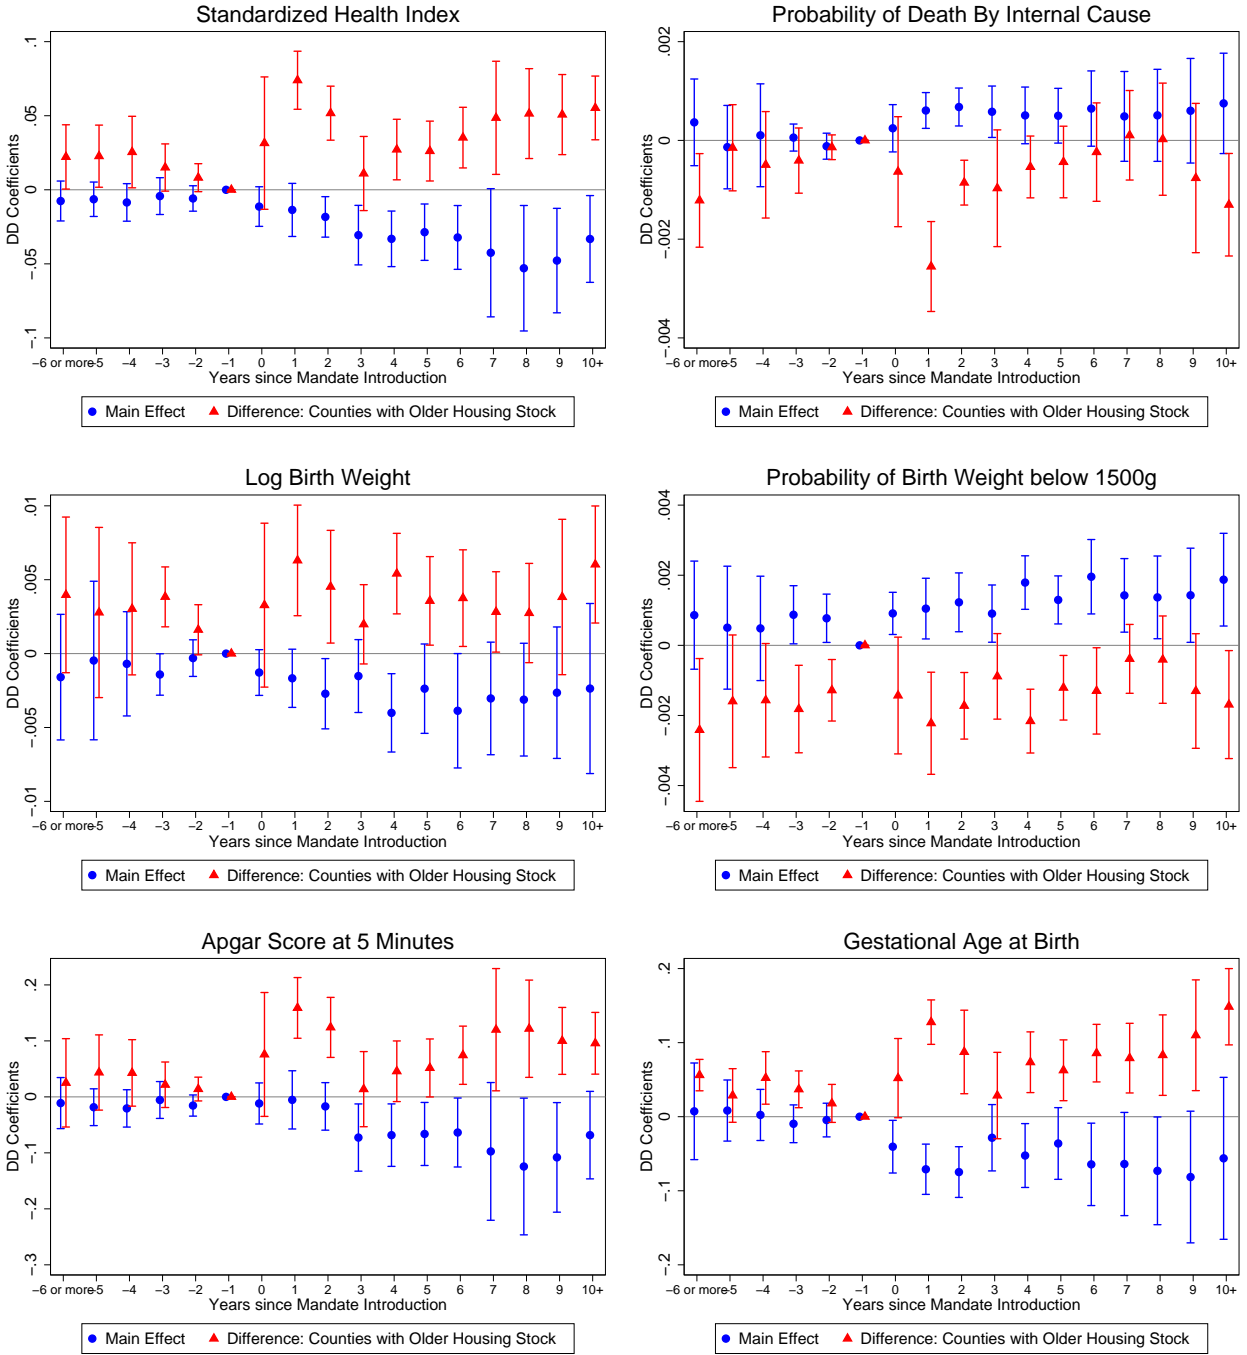 Standardized Health Index
DD Coefficients
.1
.05
0
-.05
-.1
-6 or more -5 -4 -3 -2 -1 0 1 2 3 4 5 6 7 8 9 10+
Years since Mandate Introduction
Main Effect Difference: Counties with Older Housing Stock
Probability of Death By Internal Cause
DD Coefficients
.002
0
-.002
-.004
-6 or more -5 -4 -3 -2 -1 0 1 2 3 4 5 6 7 8 9 10+
Years since Mandate Introduction
Main Effect Difference: Counties with Older Housing Stock
Log Birth Weight
DD Coefficients
.01
.005
0
-.005
-.01
-6 or more -5 -4 -3 -2 -1 0 1 2 3 4 5 6 7 8 9 10+
Years since Mandate Introduction
Main Effect Difference: Counties with Older Housing Stock
Probability of Birth Weight below 1500g
DD Coefficients
.004
.002
0
-.002
-.004
-6 or more -5 -4 -3 -2 -1 0 1 2 3 4 5 6 7 8 9 10+
Years since Mandate Introduction
Main Effect Difference: Counties with Older Housing Stock
Apgar Score at 5 Minutes
DD Coefficients
.2
.1
0
-.1
-.2
-.3
-6 or more -5 -4 -3 -2 -1 0 1 2 3 4 5 6 7 8 9 10+
Years since Mandate Introduction
Main Effect Difference: Counties with Older Housing Stock
Gestational Age at Birth
DD Coefficients
.2
.1
0
-.1
-.2
-6 or more -5 -4 -3 -2 -1 0 1 2 3 4 5 6 7 8 9 10+
Years since Mandate Introduction
Main Effect Difference: Counties with Older Housing Stock